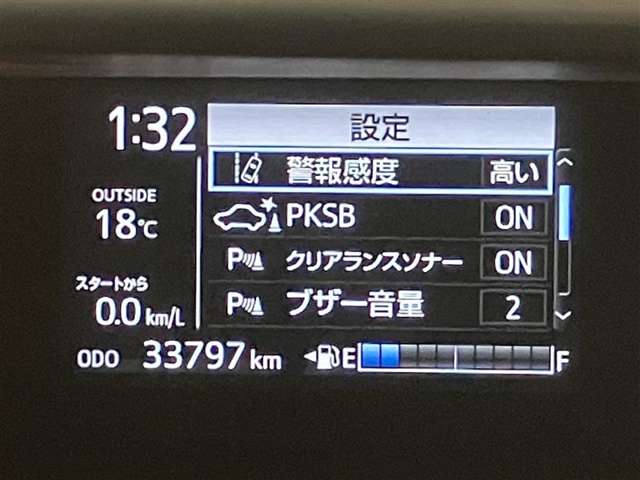 1:32
設定
警報感度 高い
OUTSIDE
18℃
PKSB ON
クリアランスソナー ON
スタートから
0.0 km/L
ブザー音量 2
ODO 33797 km E F